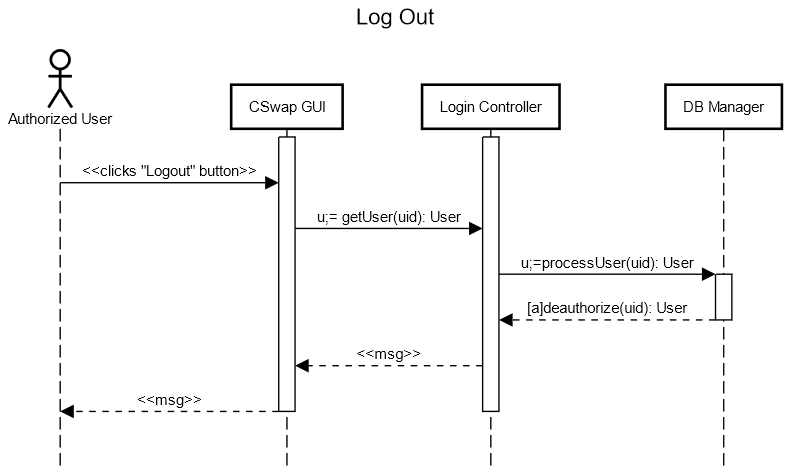 Log Out
Authorized User
CSwap GUI
Login Controller
DB Manager
<<clicks "Logout" button>>
u;= getUser(uid): User
u;=processUser(uid): User
[a]deauthorize(uid): User
<<msg>>
<<msg>>